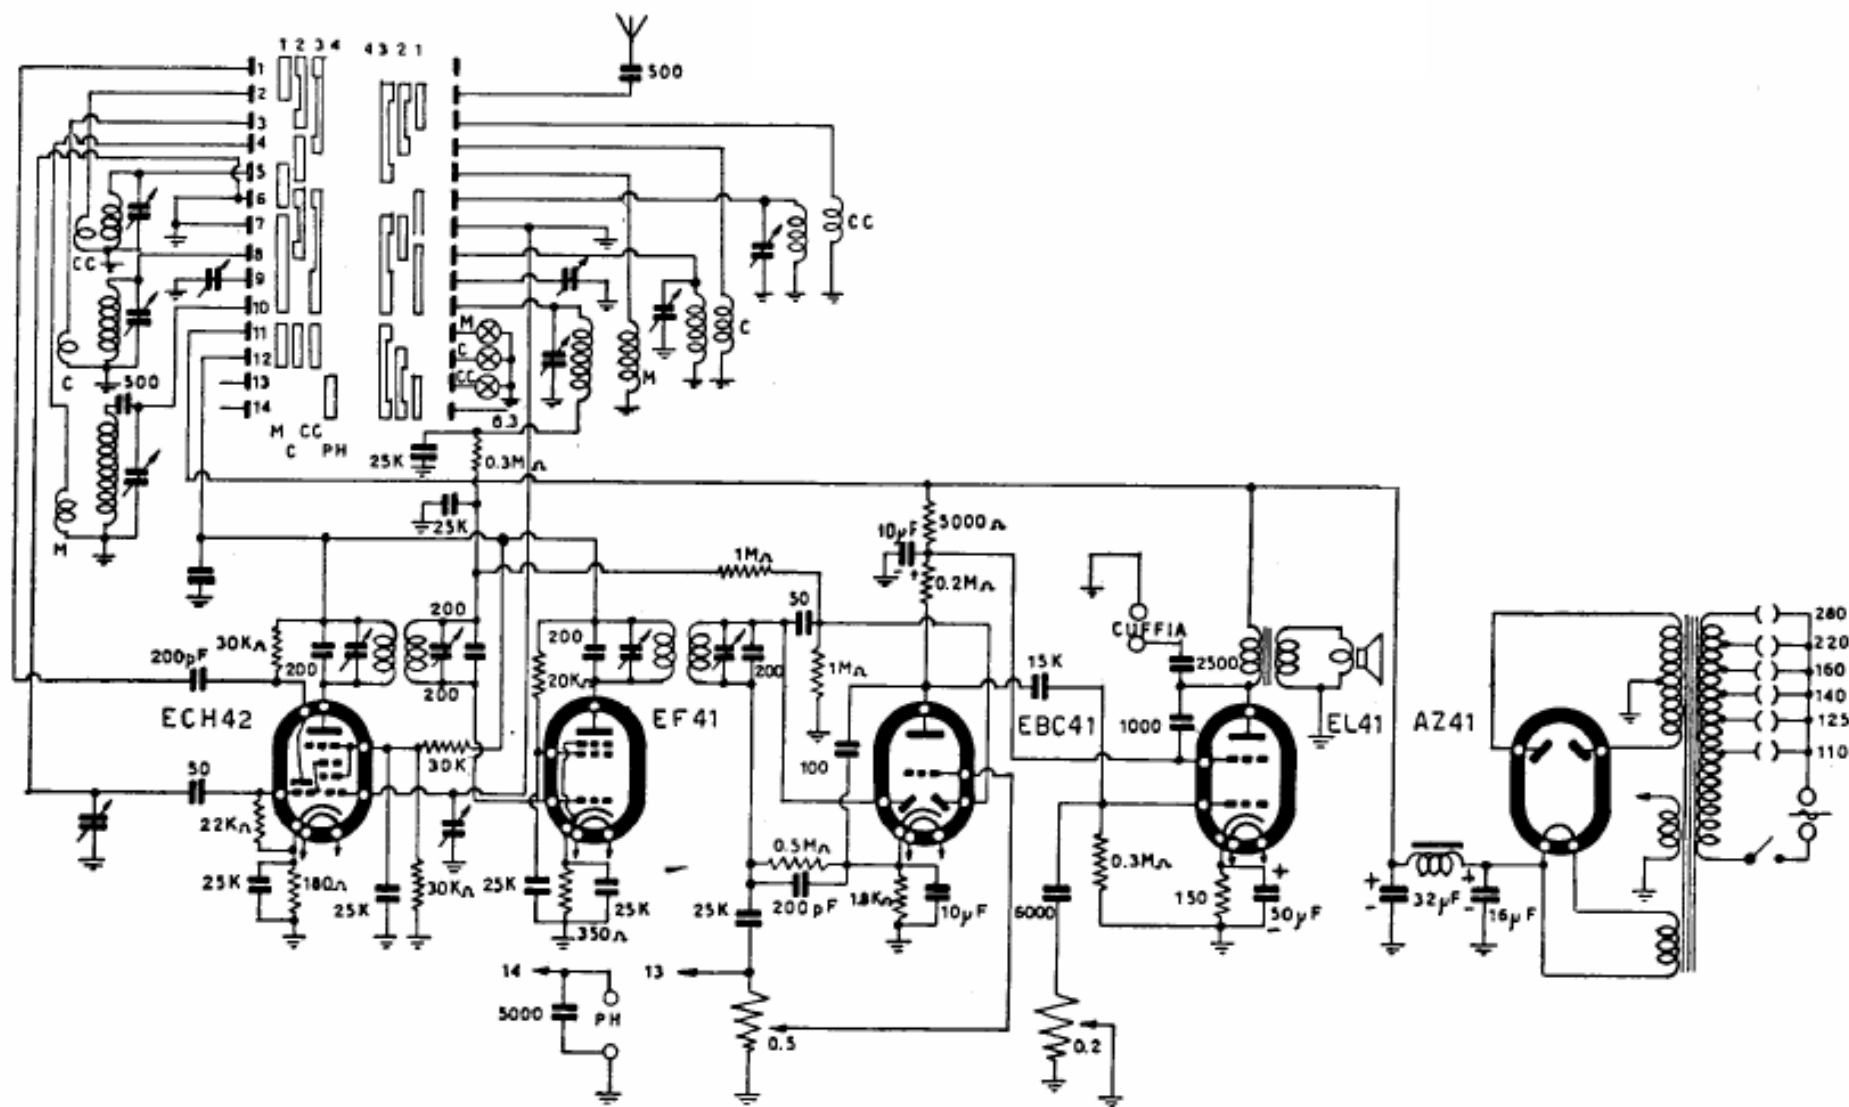 1 2 3 4
4 3 2 1
500
1
2
3
4
5
6
7
8
9
10
11
12
13
14
CC
C
500
M
M CC
C PH
M
C
CC
6.3
CC
C
M
25K
0.3MΩ
25K
1MΩ
10µF
- +
5000Ω
0.2MΩ
30KΩ
200pF
200
200
200
200
20KΩ
200
50
1MΩ
15K
CUFFIA
2500
1000
280
220
160
140
125
110
ECH42
EF41
EBC41
EL41
AZ41
50
30K
100
22KΩ
25K
180Ω
25K
30KΩ
25K
25K
350Ω
0.5MΩ
200pF
25K
1.8KΩ
10µF
6000
0.3MΩ
150
+
50µF
-
+
-
32µF
+
-
16µF
14
13
5000
PH
0.5
0.2